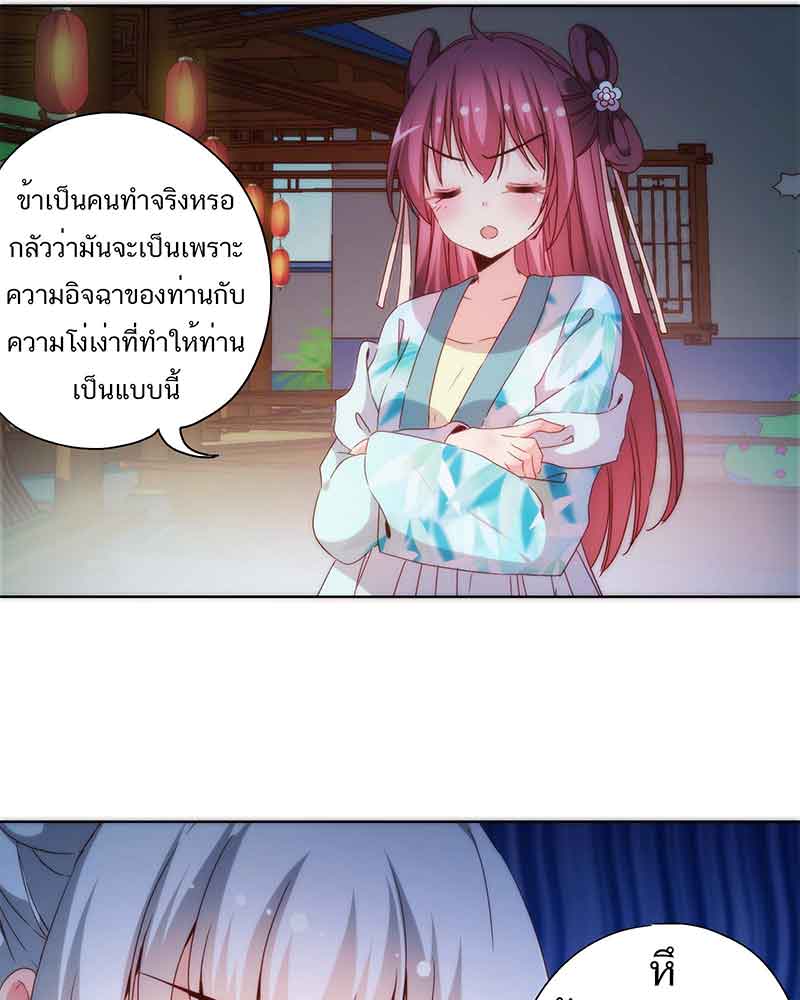 ข้าเป็นคนทำจริงหรอ
กลัวว่ามันจะเป็นเพราะ
ความอิจฉาของท่านกับ
ความโง่เง่าที่ทำให้ท่าน
เป็นแบบนี้
หึ